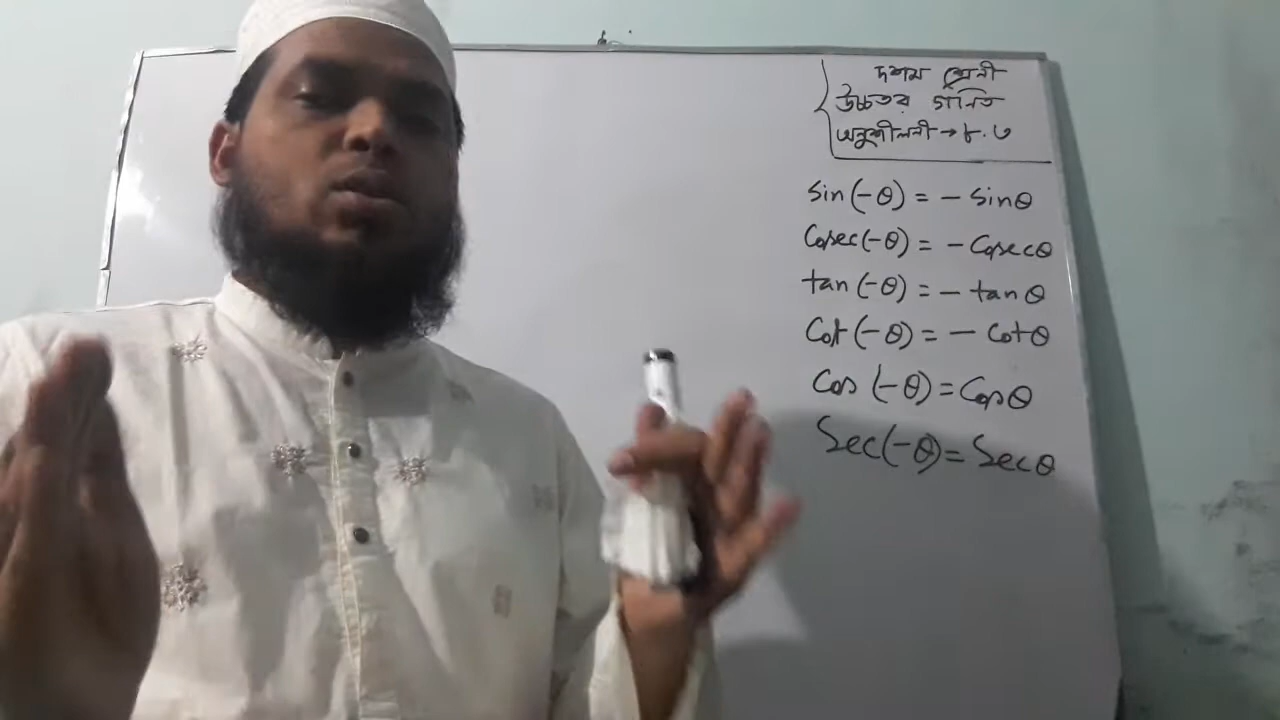 দশম শ্রেনী
উচ্চতর গনিত
অনুশীলনী → ৮.৩
Sin(-θ) = - Sinθ
Cosec(-θ) = - Cosecθ
tan(-θ) = - tanθ
Cot(-θ) = - Cotθ
Cos(-θ) = Cosθ
Sec(-θ) = Secθ